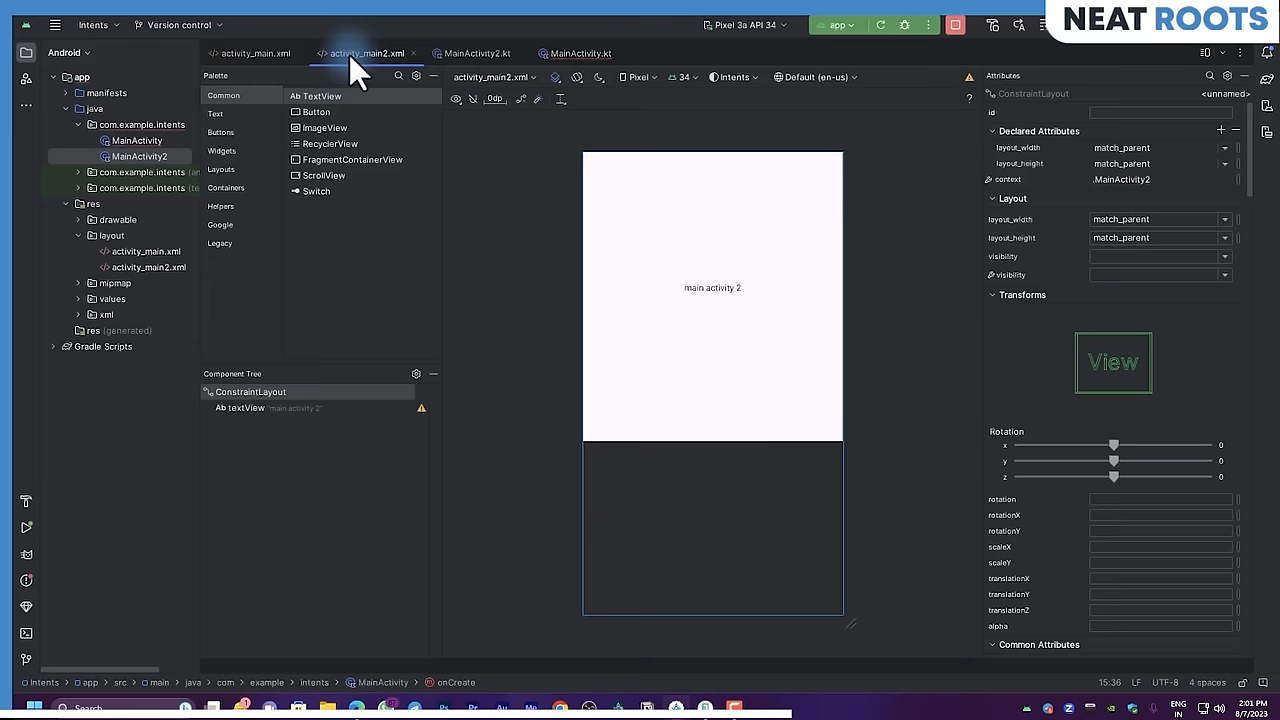 NEAT ROOTS
Intents
Version control
Pixel 3a API 34
app
Android
activity_main.xml
activity_main2.xml
MainActivity2.kt
MainActivity.kt
app
manifests
java
com.example.intents
MainActivity
MainActivity2
com.example.intents (an
com.example.intents (te
res
drawable
layout
activity_main.xml
activity_main2.xml
mipmap
values
xml
res (generated)
Gradle Scripts
Palette
Common
Text
Buttons
Widgets
Layouts
Containers
Helpers
Google
Legacy
Ab TextView
Button
ImageView
RecyclerView
FragmentContainerView
ScrollView
Switch
Component Tree
ConstraintLayout
Ab textView "main activity 2"
activity_main2.xml
Pixel
34
Intents
Default (en-us)
0dp
?
main activity 2
Attributes
ConstraintLayout
<unnamed>
id
Declared Attributes
layout_width match_parent
layout_height match_parent
context .MainActivity2
Layout
layout_width match_parent
layout_height match_parent
visibility
visibility
Transforms
View
Rotation
x 0
y 0
z 0
rotation
rotationX
rotationY
scaleX
scaleY
translationX
translationY
translationZ
alpha
Common Attributes
Intents
app
src
main
java
com
example
intents
MainActivity
onCreate
15:36
LF
UTF-8
4 spaces
Search
ENG
IN
2:01 PM
8/7/2023